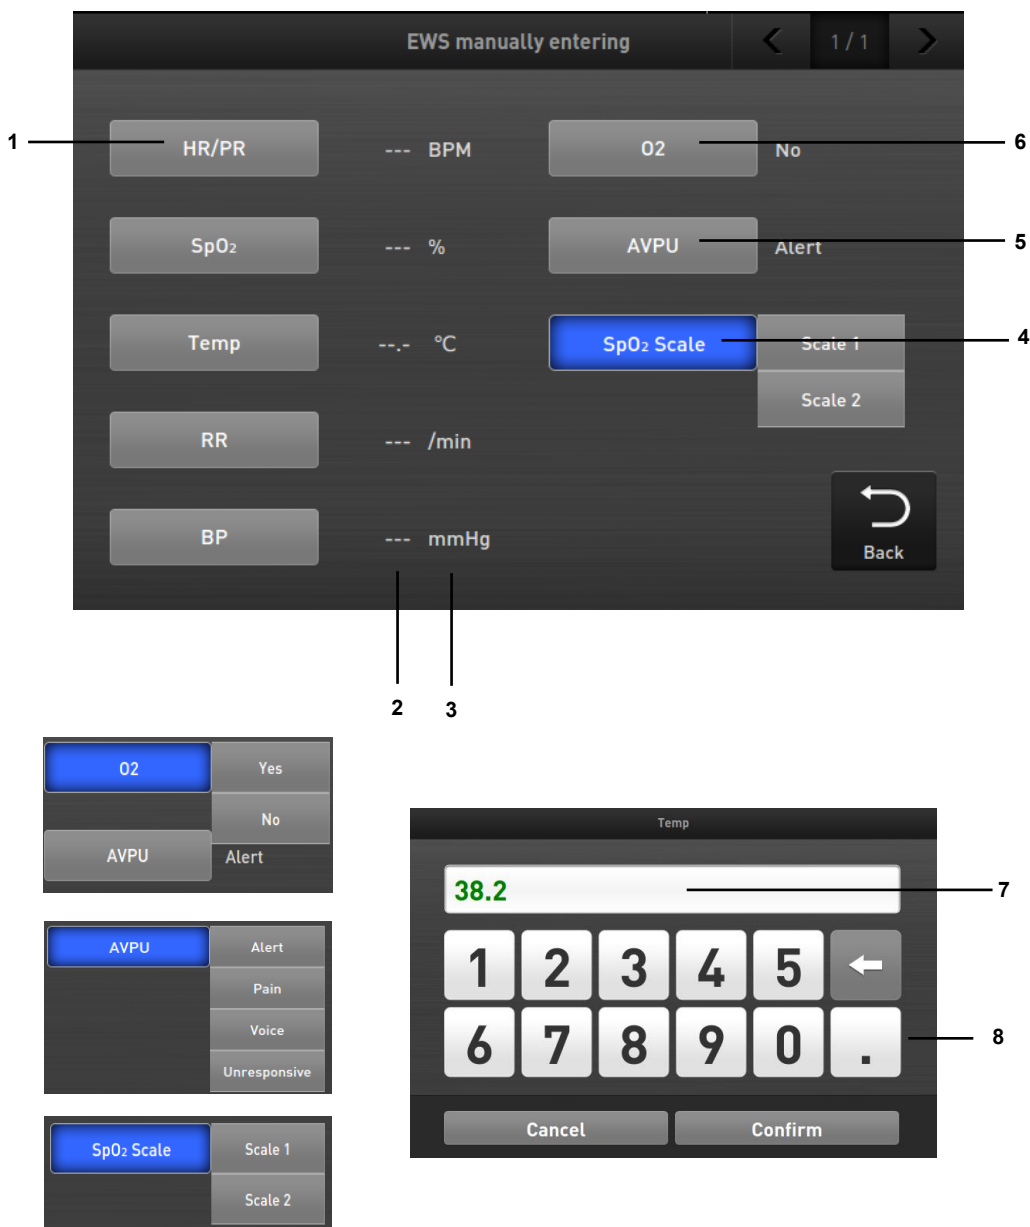 EWS manually entering 1 / 1
1 HR/PR --- BPM O2 No 6
SpO₂ --- % AVPU Alert 5
Temp --.- °C SpO₂ Scale Scale 1 4
Scale 2
RR --- /min
BP --- mmHg
Back
2 3
O2 Yes
No
AVPU Alert
AVPU Alert
Pain
Voice
Unresponsive
SpO₂ Scale Scale 1
Scale 2
Temp
38.2 7
1 2 3 4 5
6 7 8 9 0 . 8
Cancel Confirm